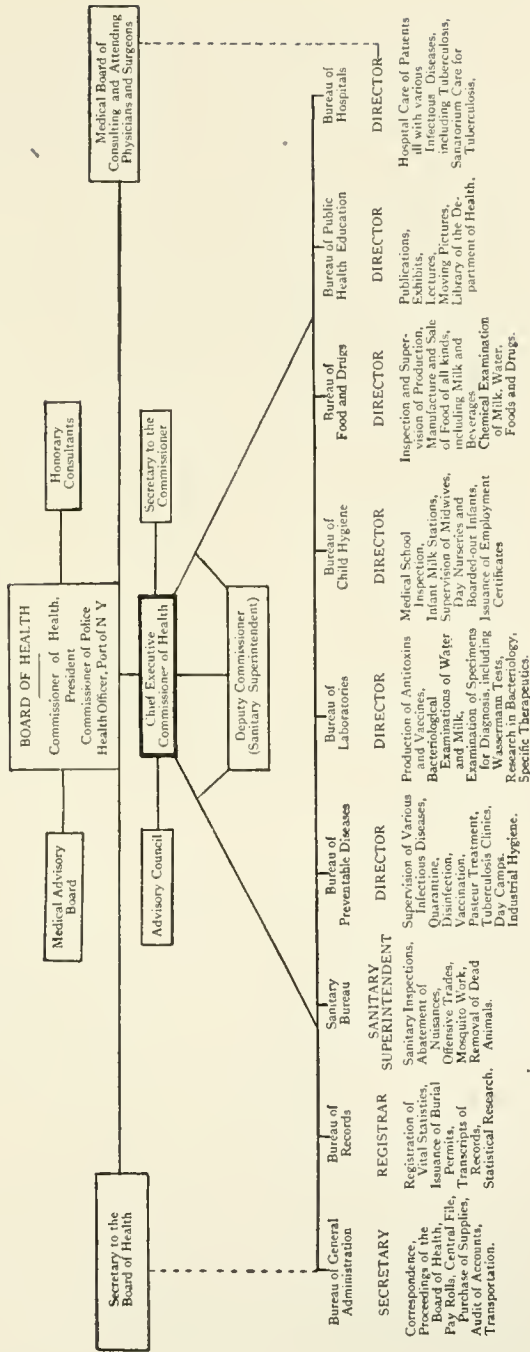 BOARD OF HEALTH
Commissioner of Health,
President
Commissioner of Police
Health Officer, Port of N Y
Medical Advisory
Board
Honorary
Consultants
Secretary to the
Board of Health
Medical Board of
Consulting and Attending
Physicians and Surgeons
Chief Executive
Commissioner of Health
Advisory Council
Secretary to the
Commissioner
Deputy Commissioner
(Sanitary Superintendent)
Bureau of General
Administration
SECRETARY
Correspondence,
Proceedings of the
Board of Health,
Pay Rolls, Central File,
Purchase of Supplies,
Audit of Accounts,
Transportation.
Bureau of
Records
REGISTRAR
Registration of
Vital Statistics,
Issuance of Burial
Permits,
Transcripts of
Records,
Statistical Research.
Sanitary
Bureau
SANITARY
SUPERINTENDENT
Sanitary Inspections,
Abatement of
Nuisances,
Offensive Trades,
Mosquito Work,
Removal of Dead
Animals.
Bureau of
Preventable Diseases
DIRECTOR
Supervision of Various
Infectious Diseases,
Quarantine,
Disinfection,
Vaccination,
Pasteur Treatment,
Tuberculosis Clinics,
Day Camps.
Industrial Hygiene.
Bureau of
Laboratories
DIRECTOR
Production of Antitoxins
and Vaccines,
Bacteriological
Examinations of Water
and Milk,
Examination of Specimens
for Diagnosis, including
Wassermann Tests,
Research in Bacteriology,
Specific Therapeutics.
Bureau of
Child Hygiene
DIRECTOR
Medical School
Inspection,
Infant Milk Stations,
Supervision of Midwives,
Day Nurseries and
Boarded-out Infants,
Issuance of Employment
Certificates
Bureau of
Food and Drugs
DIRECTOR
Inspection and Super-
vision of Production,
Manufacture and Sale
of Food of all kinds,
including Milk and
Beverages
Chemical Examination
of Milk, Water,
Foods and Drugs.
Bureau of Public
Health Education
DIRECTOR
Publications,
Exhibits,
Lectures,
Moving Pictures,
Library of the De-
partment of Health.
Bureau of
Hospitals
DIRECTOR
Hospital Care of Patients
ill with various
Infectious Diseases,
including Tuberculosis,
Sanatorium Care for
Tuberculosis.